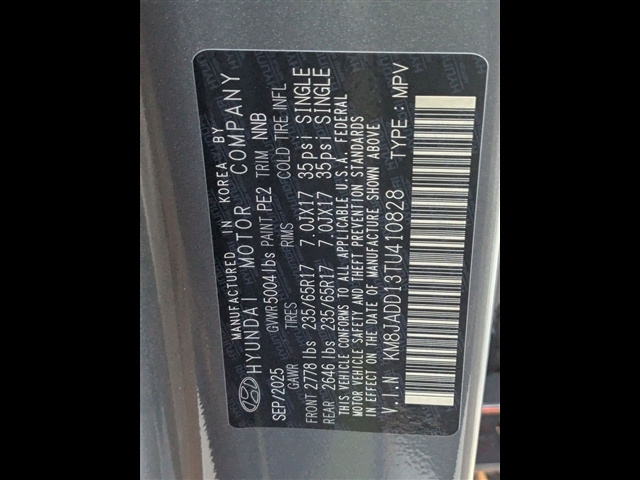 MANUFACTURED IN KOREA BY
HYUNDAI MOTOR COMPANY
SEP/2025 GVWR 5004 lbs PAINT PE2 TRIM NNB
GAWR TIRES RIMS COLD TIRE INFL
FRONT 2778 lbs 235/65R17 7.0JX17 35psi SINGLE
REAR 2646 lbs 235/65R17 7.0JX17 35psi SINGLE
THIS VEHICLE CONFORMS TO ALL APPLICABLE U.S.A. FEDERAL
MOTOR VEHICLE SAFETY AND THEFT PREVENTION STANDARDS
IN EFFECT ON THE DATE OF MANUFACTURE SHOWN ABOVE
V.I.N KM8JADD13TU410828 TYPE : MPV